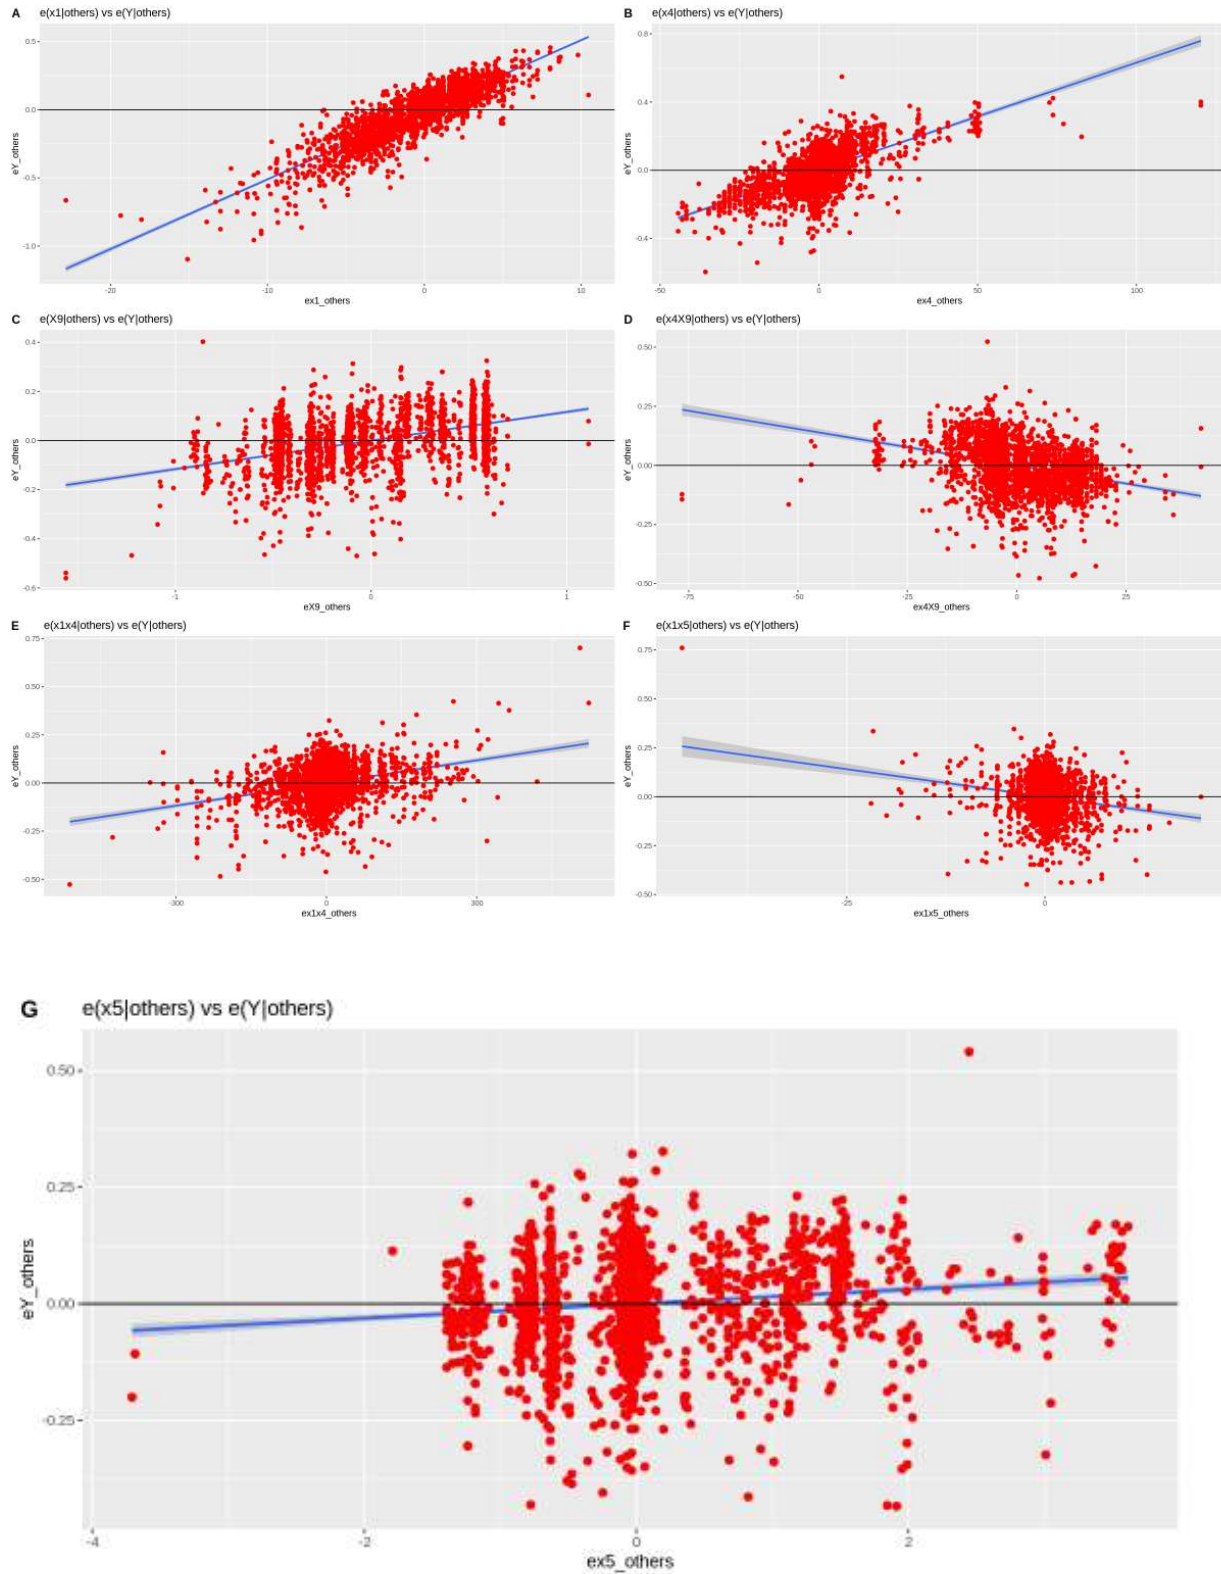 A e(x1|others) vs e(Y|others)
0.5
0.0
-0.5
-1.0
eY_others
-20 -10 0 10
ex1_others
B e(x4|others) vs e(Y|others)
0.8
0.4
0.0
-0.4
eY_others
-50 0 50 100
ex4_others
C e(X9|others) vs e(Y|others)
0.4
0.2
0.0
-0.2
-0.4
-0.6
eY_others
-1 0 1
eX9_others
D e(x4X9|others) vs e(Y|others)
0.50
0.25
0.00
-0.25
-0.50
eY_others
-75 -50 -25 0 25
ex4X9_others
E e(x1x4|others) vs e(Y|others)
0.75
0.50
0.25
0.00
-0.25
-0.50
eY_others
-300 0 300
ex1x4_others
F e(x1x5|others) vs e(Y|others)
0.75
0.50
0.25
0.00
-0.25
-0.50
eY_others
-25 0
ex1x5_others
G e(x5|others) vs e(Y|others)
0.50
0.25
0.00
-0.25
eY_others
-4 -2 0 2
ex5_others